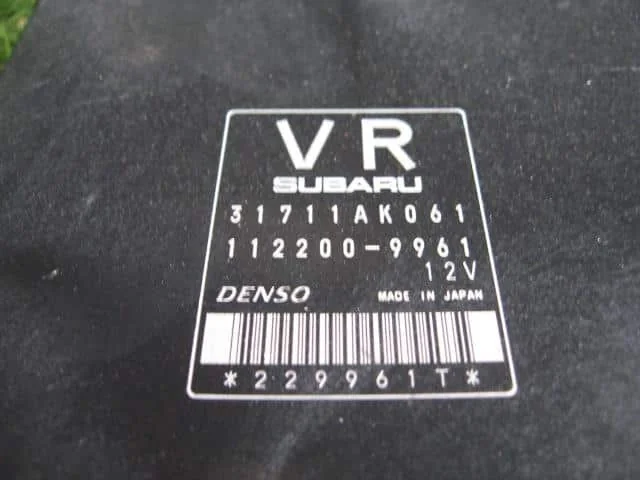 VR
SUBARU
31711AK061
112200-9961
12V
DENSO MADE IN JAPAN
*229961T*